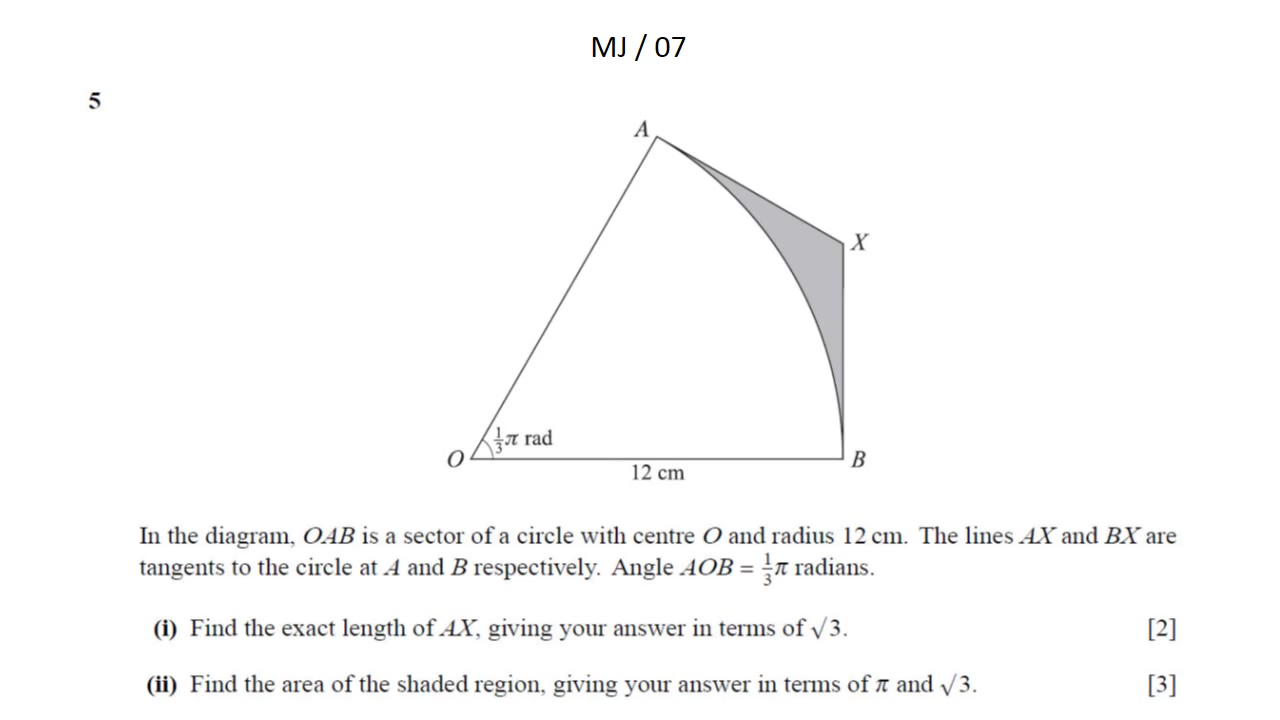 MJ / 07
5
A
X
⅓π rad
O
B
12 cm
In the diagram, OAB is a sector of a circle with centre O and radius 12 cm. The lines AX and BX are
tangents to the circle at A and B respectively. Angle AOB = ⅓π radians.
(i) Find the exact length of AX, giving your answer in terms of √3. [2]
(ii) Find the area of the shaded region, giving your answer in terms of π and √3. [3]